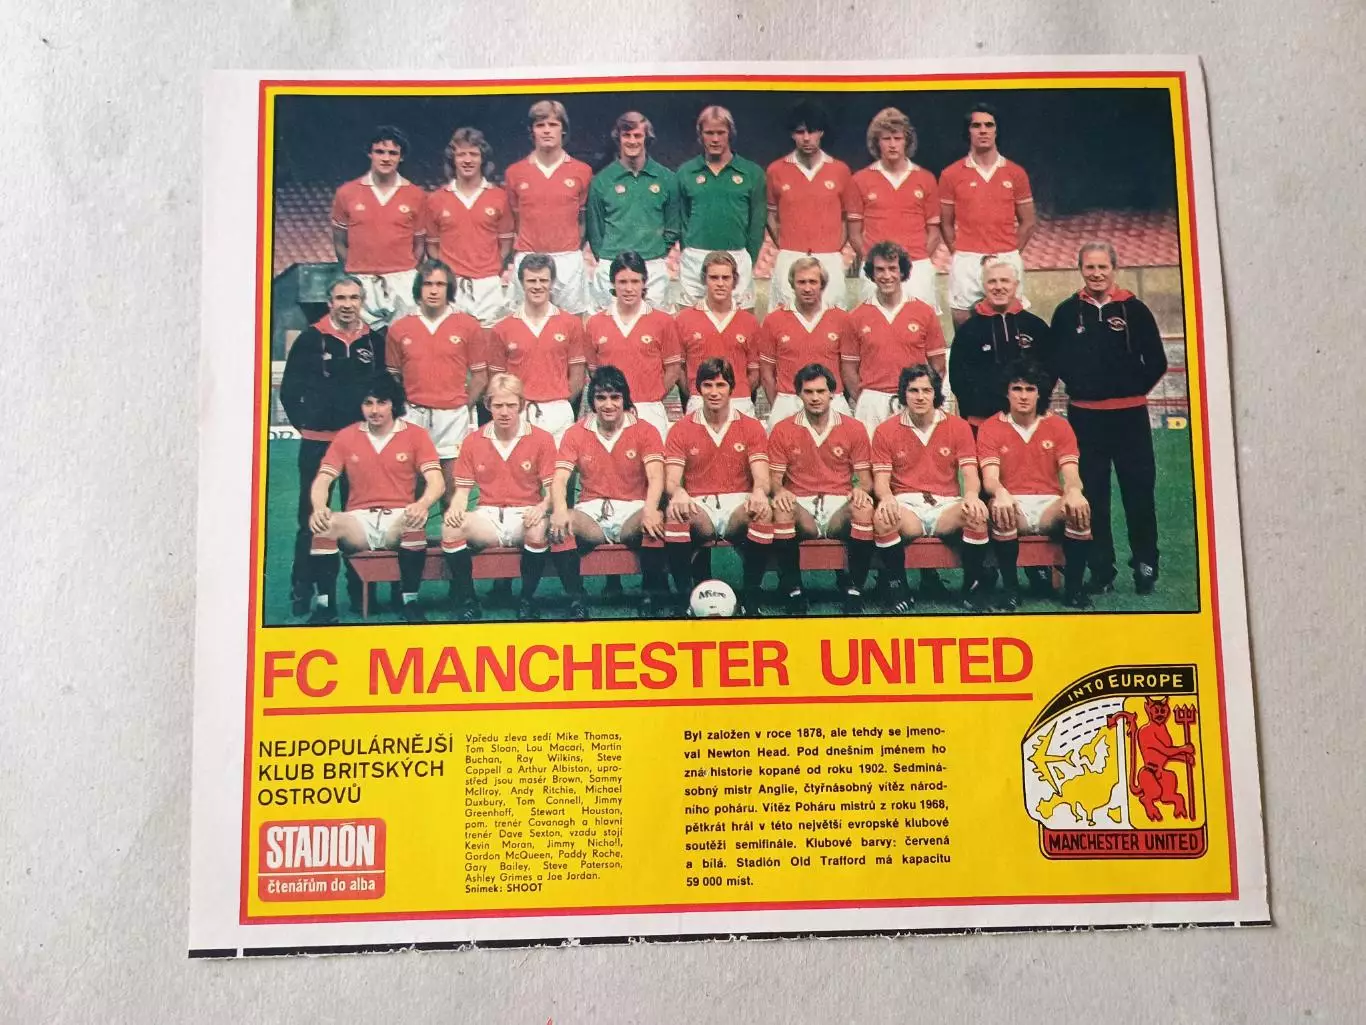 Mitre
FC MANCHESTER UNITED
NEJPOPULÁRNĚJŠÍ
KLUB BRITSKÝCH
OSTROVŮ
STADIÓN
čtenářům do alba
Vpředu zleva sedí Mike Thomas,
Tom Sloan, Lou Macari, Martin
Buchan, Ray Wilkins, Steve
Coppell a Arthur Albiston, upro-
střed jsou masér Brown, Sammy
McIlroy, Andy Ritchie, Michael
Duxbury, Tom Connell, Jimmy
Greenhoff, Stewart Houstan,
pom. trenér Cavanagh a hlavní
trenér Dave Sexton, vzadu stojí
Kevin Moran, Jimmy Nicholl,
Gordon McQueen, Paddy Roche,
Gary Bailey, Steve Paterson,
Ashley Grimes a Joe Jordan.
Snímek: SHOOT
Byl založen v roce 1878, ale tehdy se jmeno-
val Newton Head. Pod dnešním jménem ho
zná historie kopané od roku 1902. Sedminá-
sobný mistr Anglie, čtyřnásobný vítěz národ-
ního poháru. Vítěz Poháru mistrů z roku 1968,
pětkrát hrál v této největší evropské klubové
soutěži semifinále. Klubové barvy: červená
a bílá. Stadión Old Trafford má kapacitu
59 000 míst.
INTO EUROPE
MANCHESTER UNITED